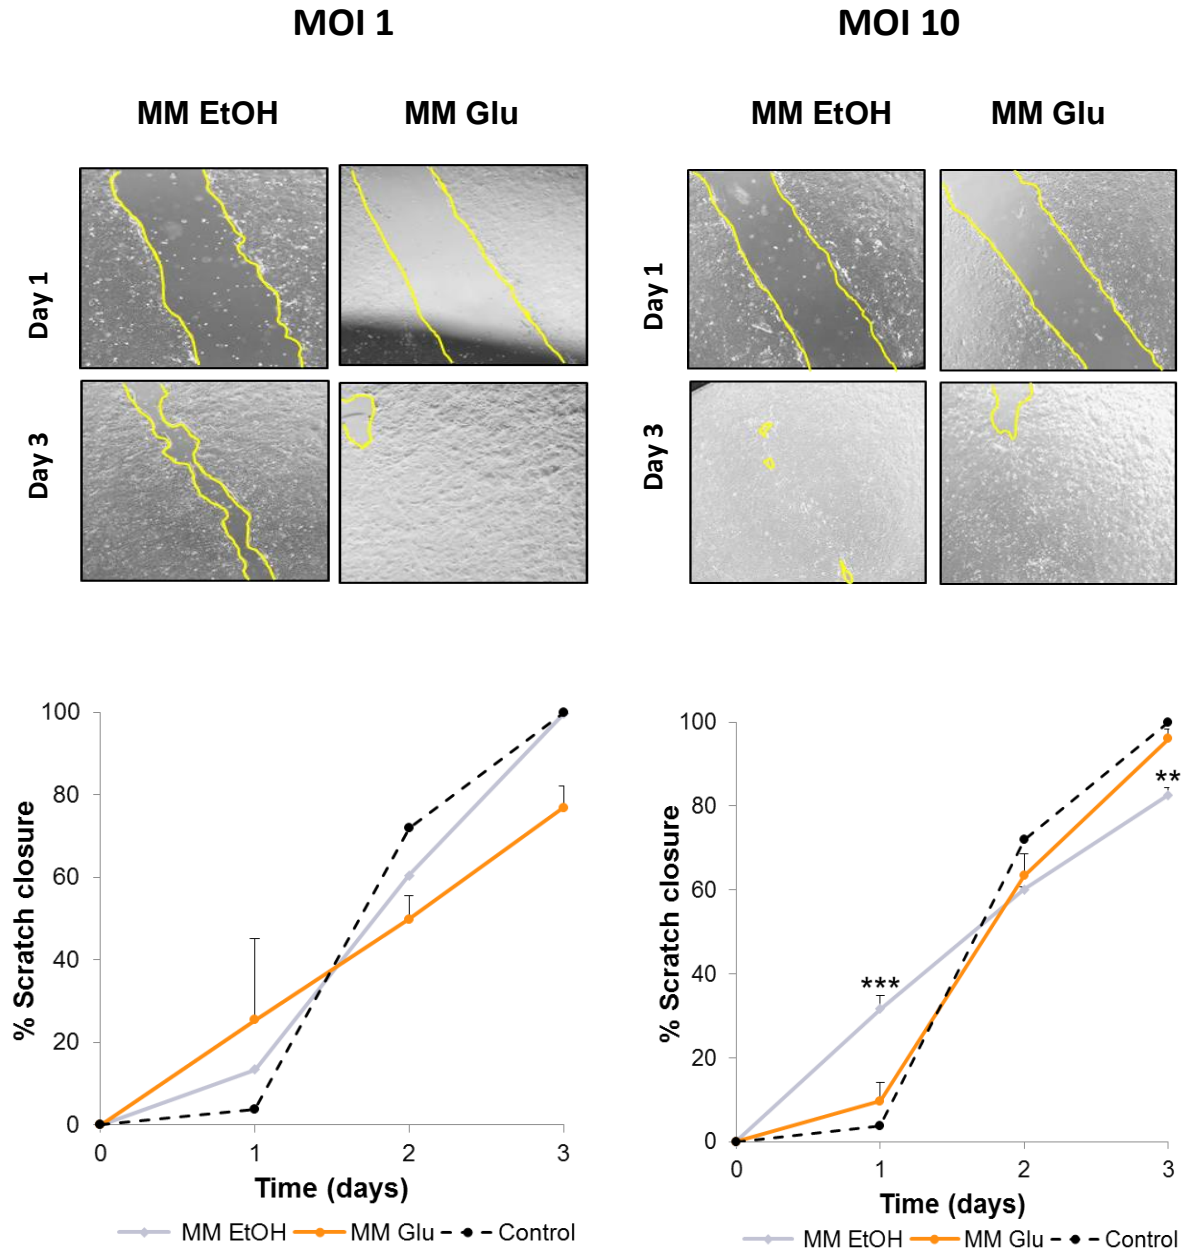 MOI 1
MOI 10
MM EtOH
MM Glu
MM EtOH
MM Glu
Day 1
Day 1
Day 3
Day 3
% Scratch closure
100
80
60
40
20
0
0
1
2
3
Time (days)
MM EtOH
MM Glu
Control
% Scratch closure
100
80
60
40
20
0
***
**
0
1
2
3
Time (days)
MM EtOH
MM Glu
Control